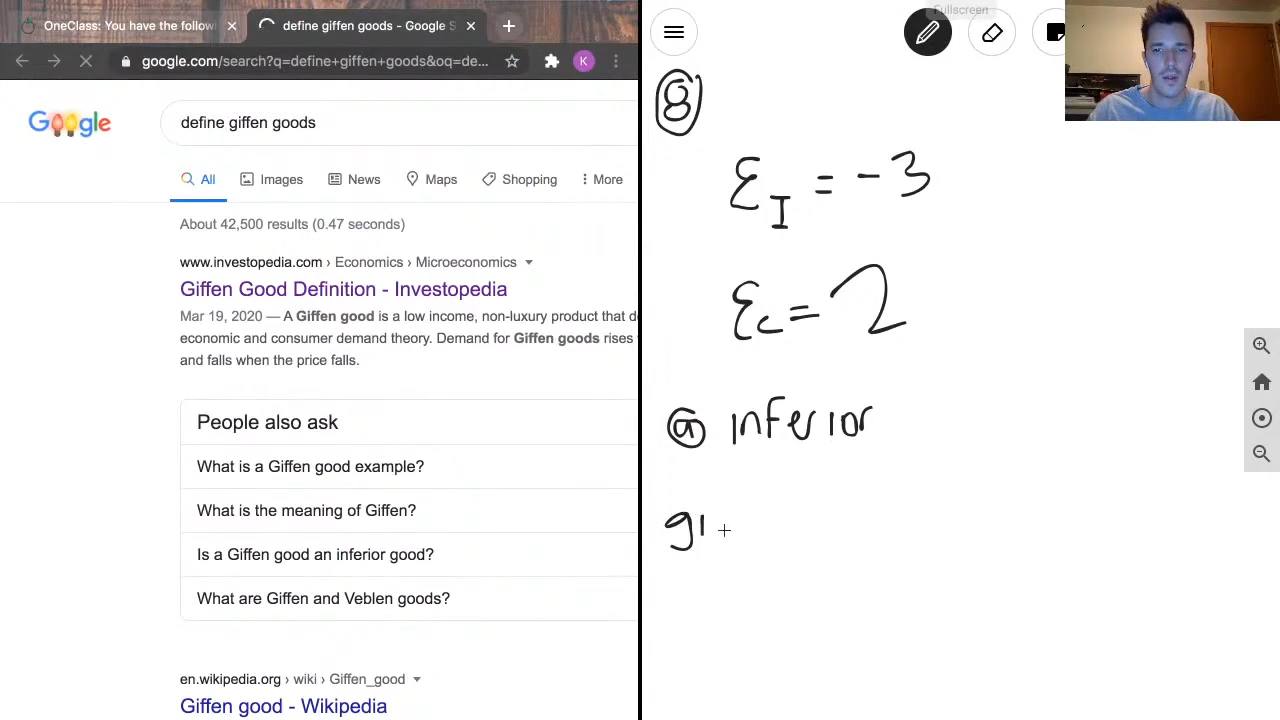 OneClass: You have the follow
define giffen goods - Google S
google.com/search?q=define+giffen+goods&oq=de...
K
Google
define giffen goods
All
Images
News
Maps
Shopping
More
About 42,500 results (0.47 seconds)
www.investopedia.com › Economics › Microeconomics
Giffen Good Definition - Investopedia
Mar 19, 2020 — A Giffen good is a low income, non-luxury product that d
economic and consumer demand theory. Demand for Giffen goods rises
and falls when the price falls.
People also ask
What is a Giffen good example?
What is the meaning of Giffen?
Is a Giffen good an inferior good?
What are Giffen and Veblen goods?
en.wikipedia.org › wiki › Giffen_good
Giffen good - Wikipedia
Fullscreen
8
ε_I = -3
ε_c = 2
a inferior
gi